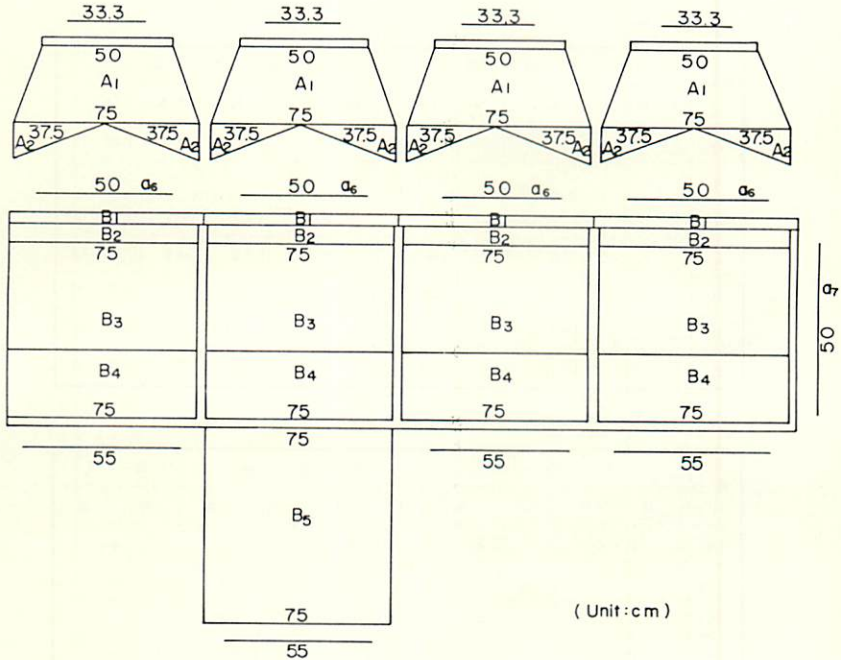 33.3 33.3 33.3 33.3
50 50 50 50
A1 A1 A1 A1
75 75 75 75
37.5 375 37.5 37.5 37.5 37.5 37.5 37.5
A2 A2 A2 A2 A2 A2 A2 A2
50 a6 50 a6 50 a6 50 a6
B1 B1 B1 B1
B2 B2 B2 B2
75 75 75 75
a7
B3 B3 B3 B3
50
B4 B4 B4 B4
75 75 75 75
75
55 55 55
B5
75
(Unit:cm)
55